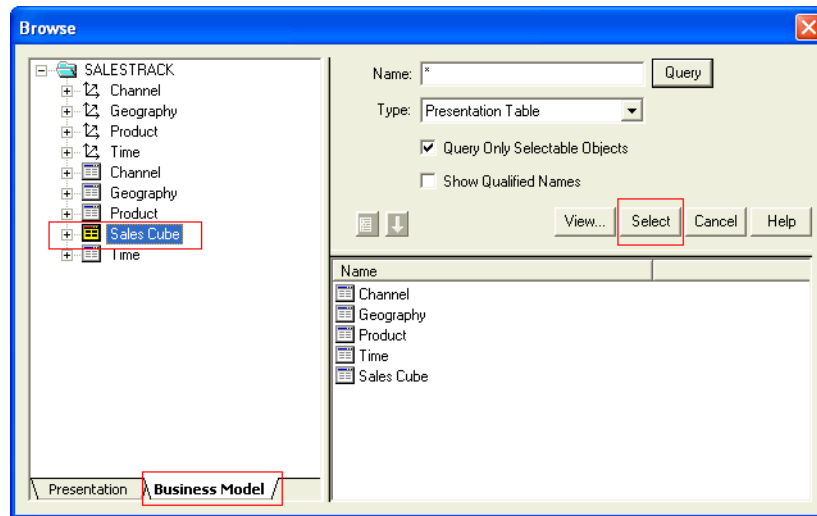 Browse
SALESTRACK
Channel
Geography
Product
Time
Channel
Geography
Product
Sales Cube
Time
Presentation
Business Model
Name: *
Query
Type: Presentation Table
Query Only Selectable Objects
Show Qualified Names
View...
Select
Cancel
Help
Name
Channel
Geography
Product
Time
Sales Cube